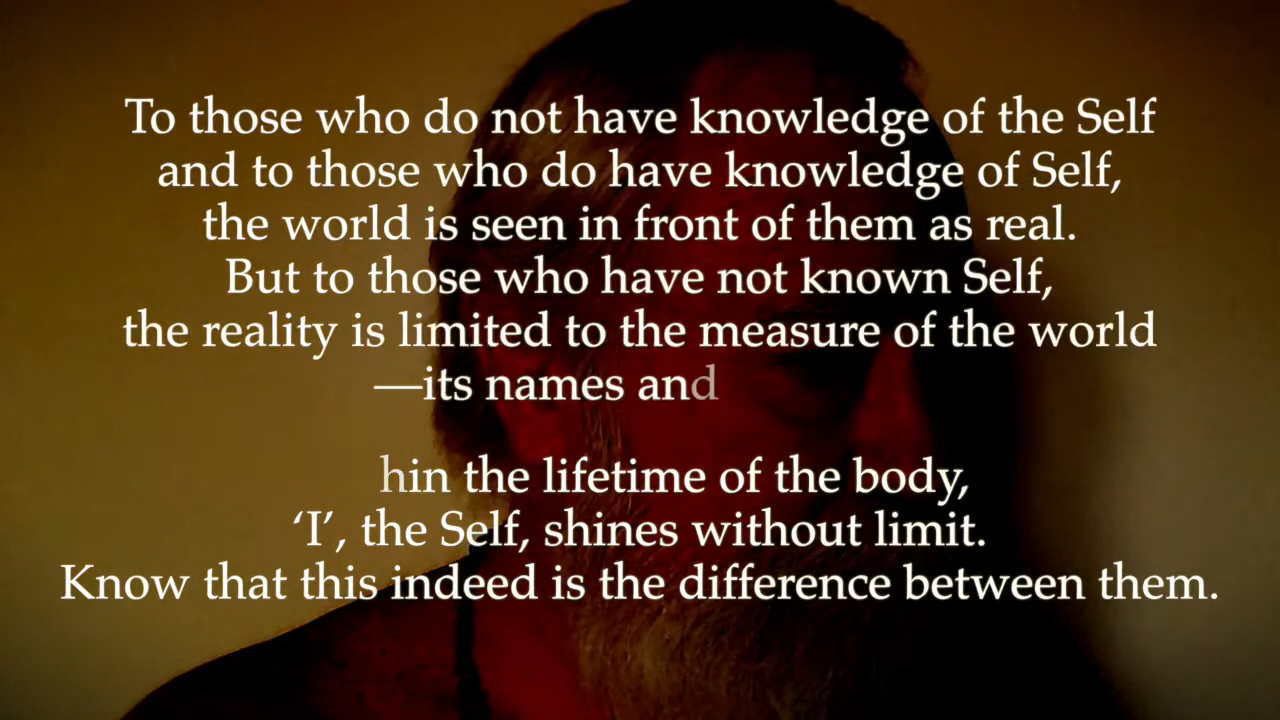 To those who do not have knowledge of the Self
and to those who do have knowledge of Self,
the world is seen in front of them as real.
But to those who have not known Self,
the reality is limited to the measure of the world
—its names and
hin the lifetime of the body,
‘I’, the Self, shines without limit.
Know that this indeed is the difference between them.